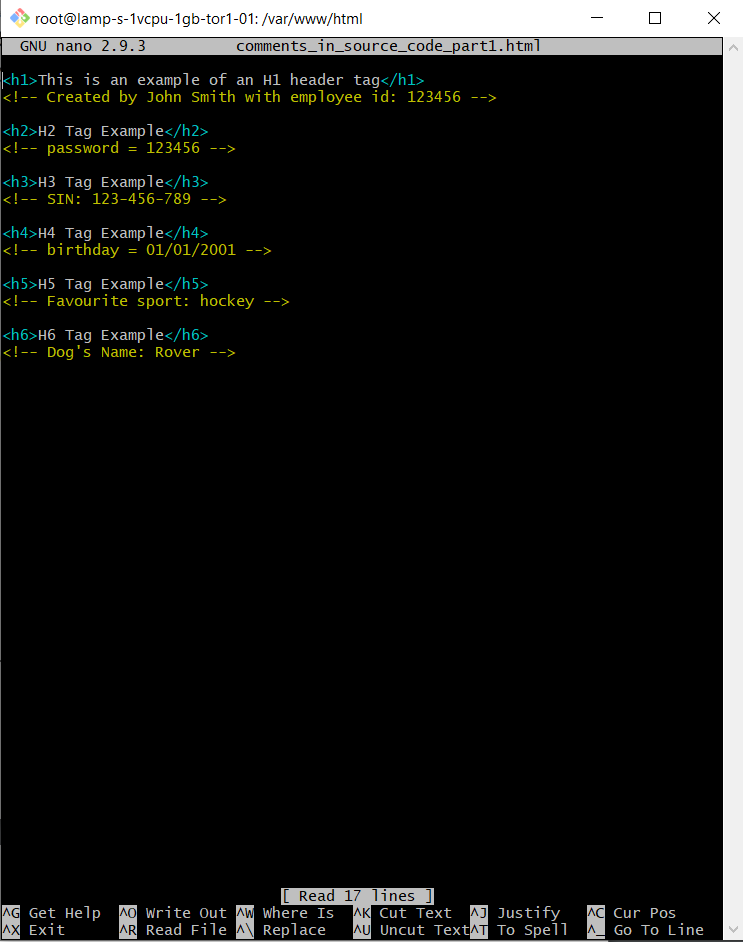 root@lamp-s-1vcpu-1gb-tor1-01: /var/www/html
GNU nano 2.9.3 comments_in_source_code_part1.html
<h1>This is an example of an H1 header tag</h1>
<!-- Created by John Smith with employee id: 123456 -->
<h2>H2 Tag Example</h2>
<!-- password = 123456 -->
<h3>H3 Tag Example</h3>
<!-- SIN: 123-456-789 -->
<h4>H4 Tag Example</h4>
<!-- birthday = 01/01/2001 -->
<h5>H5 Tag Example</h5>
<!-- Favourite sport: hockey -->
<h6>H6 Tag Example</h6>
<!-- Dog's Name: Rover -->
[ Read 17 lines ]
^G Get Help ^O Write Out ^W Where Is ^K Cut Text ^J Justify ^C Cur Pos
^X Exit ^R Read File ^\ Replace ^U Uncut Text^T To Spell ^_ Go To Line